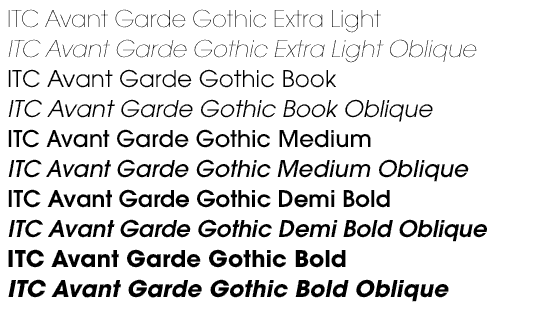 ITC Avant Garde Gothic Extra Light
ITC Avant Garde Gothic Extra Light Oblique
ITC Avant Garde Gothic Book
ITC Avant Garde Gothic Book Oblique
ITC Avant Garde Gothic Medium
ITC Avant Garde Gothic Medium Oblique
ITC Avant Garde Gothic Demi Bold
ITC Avant Garde Gothic Demi Bold Oblique
ITC Avant Garde Gothic Bold
ITC Avant Garde Gothic Bold Oblique